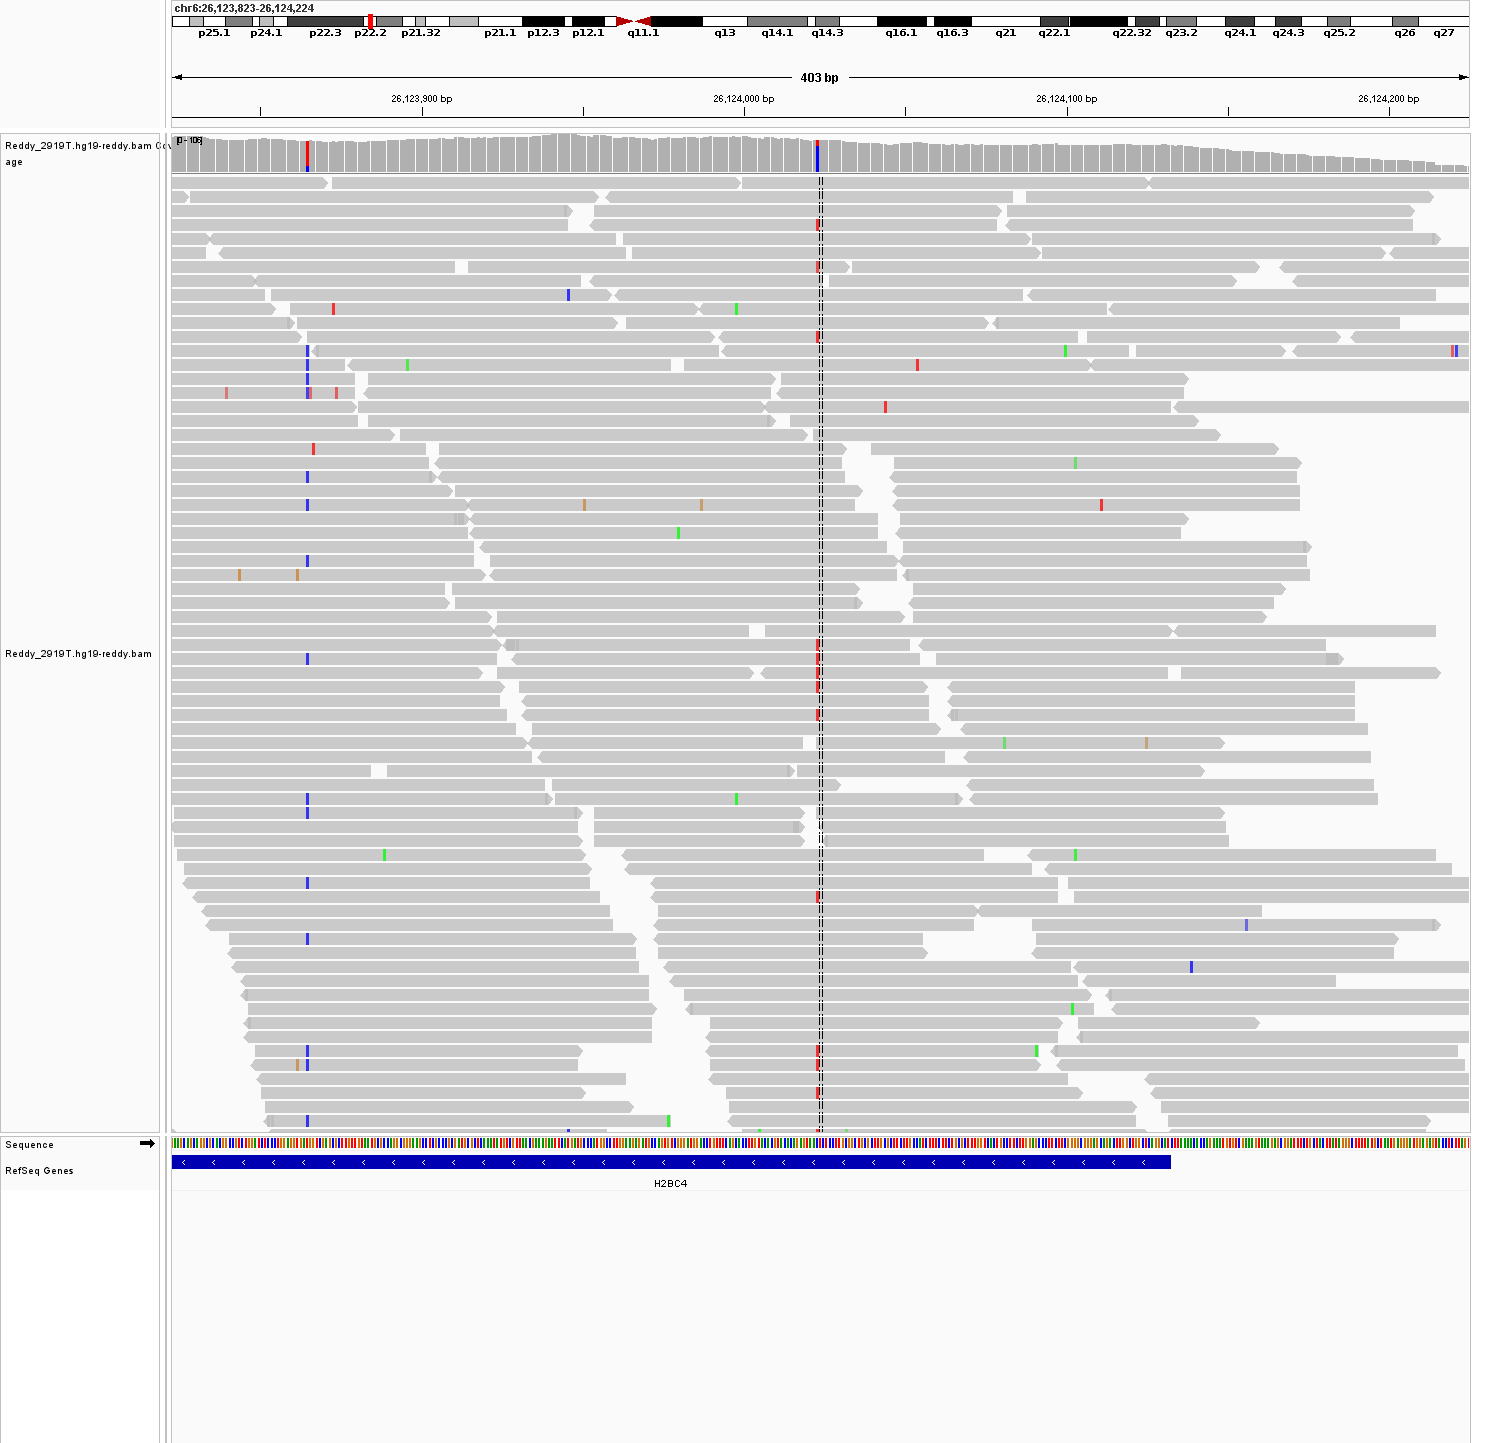 chr6:26,123,823-26,124,224
p25.1 p24.1 p22.3 p22.2 p21.32 p21.1 p12.3 p12.1 q11.1 q13 q14.1 q14.3 q16.1 q16.3 q21 q22.1 q22.32 q23.2 q24.1 q24.3 q25.2 q26 q27
403 bp
26,123,900 bp 26,124,000 bp 26,124,100 bp 26,124,200 bp
Reddy_2919T.hg19-reddy.bam Cov
age
[0 - 106]
Reddy_2919T.hg19-reddy.bam
Sequence
RefSeq Genes
H2BC4